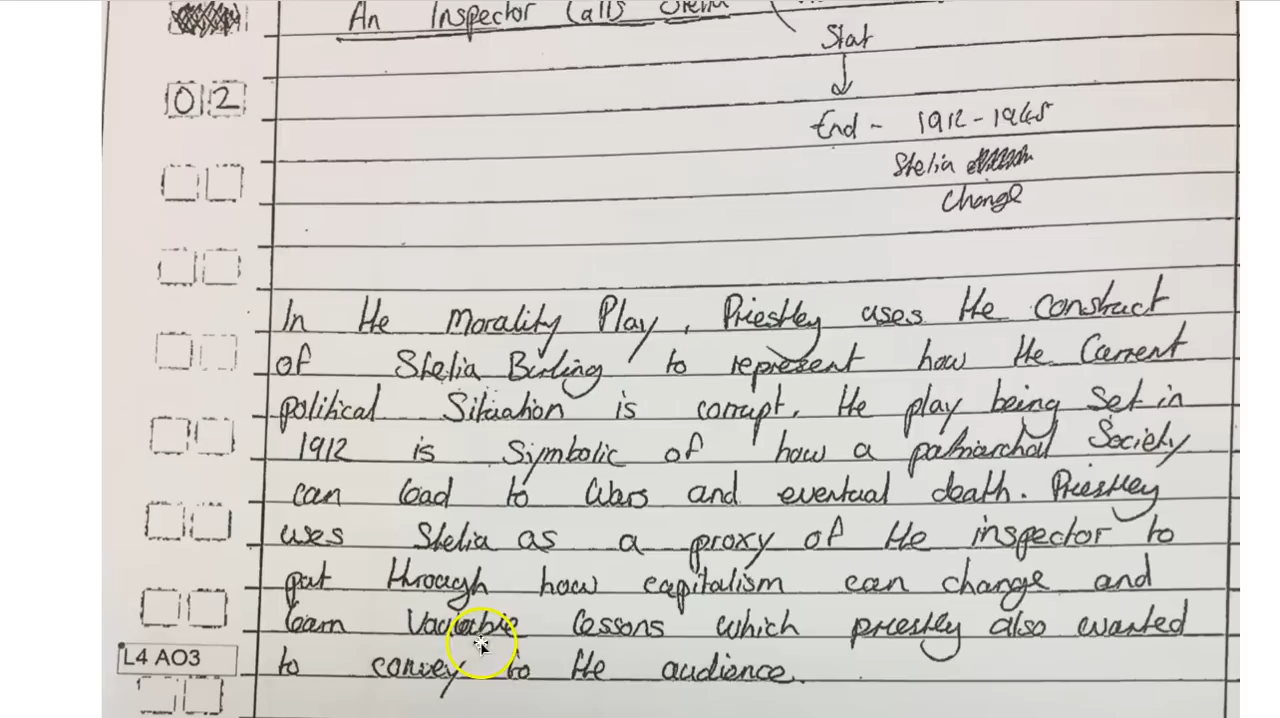 An Inspector Calls
Stat
0 2
End - 1912 - 1945
Stelia
Change
In the Morality Play, Priestley uses the construct
of Stelia Birling to represent how the Current
political Situation is corrupt. the play being Set in
1912 is Symbolic of how a patriarchal Society
can lead to Wars and eventual death. Priestley
uses Stelia as a proxy of the inspector to
put through how capitalism can change and
learn lessons which priestley also wanted
L4 AO3
to convey to the audience.